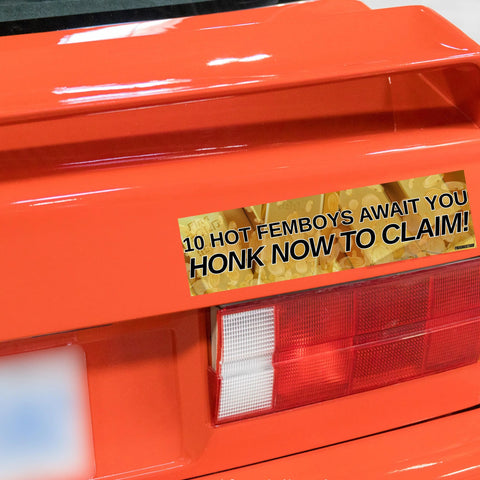 10 HOT FEMBOYS AWAIT YOU
HONK NOW TO CLAIM!